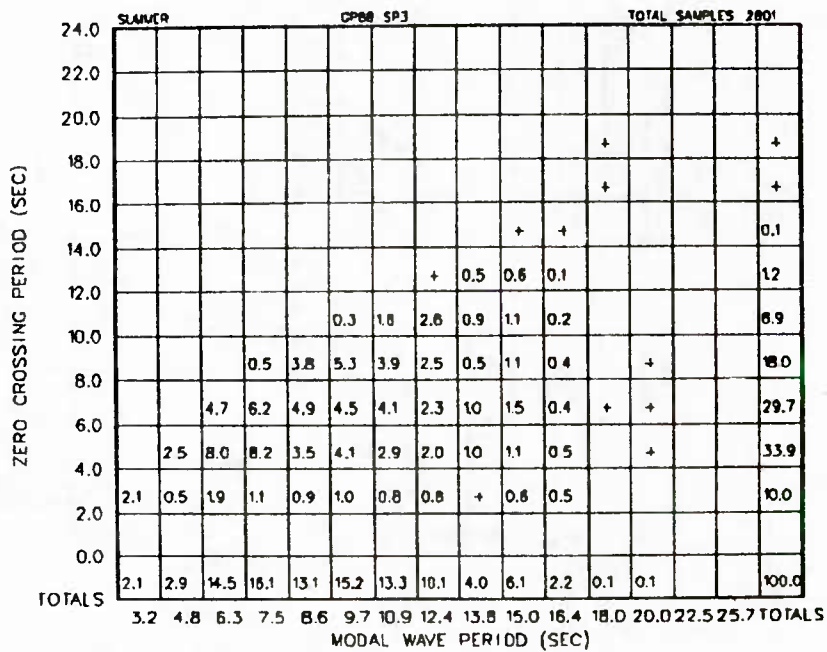 SUMMER SP3 TOTAL SAMPLES 2801
24.0
22.0
20.0
18.0 + +
16.0 + +
14.0 + + 0.1
12.0 + 0.5 0.6 0.1 1.2
10.0 0.3 1.6 2.6 0.9 1.1 0.2 6.9
8.0 0.5 3.8 5.3 3.9 2.5 0.5 1.1 0.4 + 18.0
6.0 4.7 6.2 4.9 4.5 4.1 2.3 1.0 1.5 0.4 + + 29.7
4.0 2.5 8.0 8.2 3.5 4.1 2.9 2.0 1.0 1.1 0.5 + 33.9
2.0 2.1 0.5 1.9 1.1 0.9 1.0 0.8 0.8 + 0.6 0.5 10.0
0.0
TOTALS 2.1 2.9 14.5 16.1 13.1 15.2 13.3 10.1 4.0 6.1 2.2 0.1 0.1 100.0
3.2 4.8 6.3 7.5 8.6 9.7 10.9 12.4 13.8 15.0 16.4 18.0 20.0 22.5 25.7 TOTALS
MODAL WAVE PERIOD (SEC)
ZERO CROSSING PERIOD (SEC)